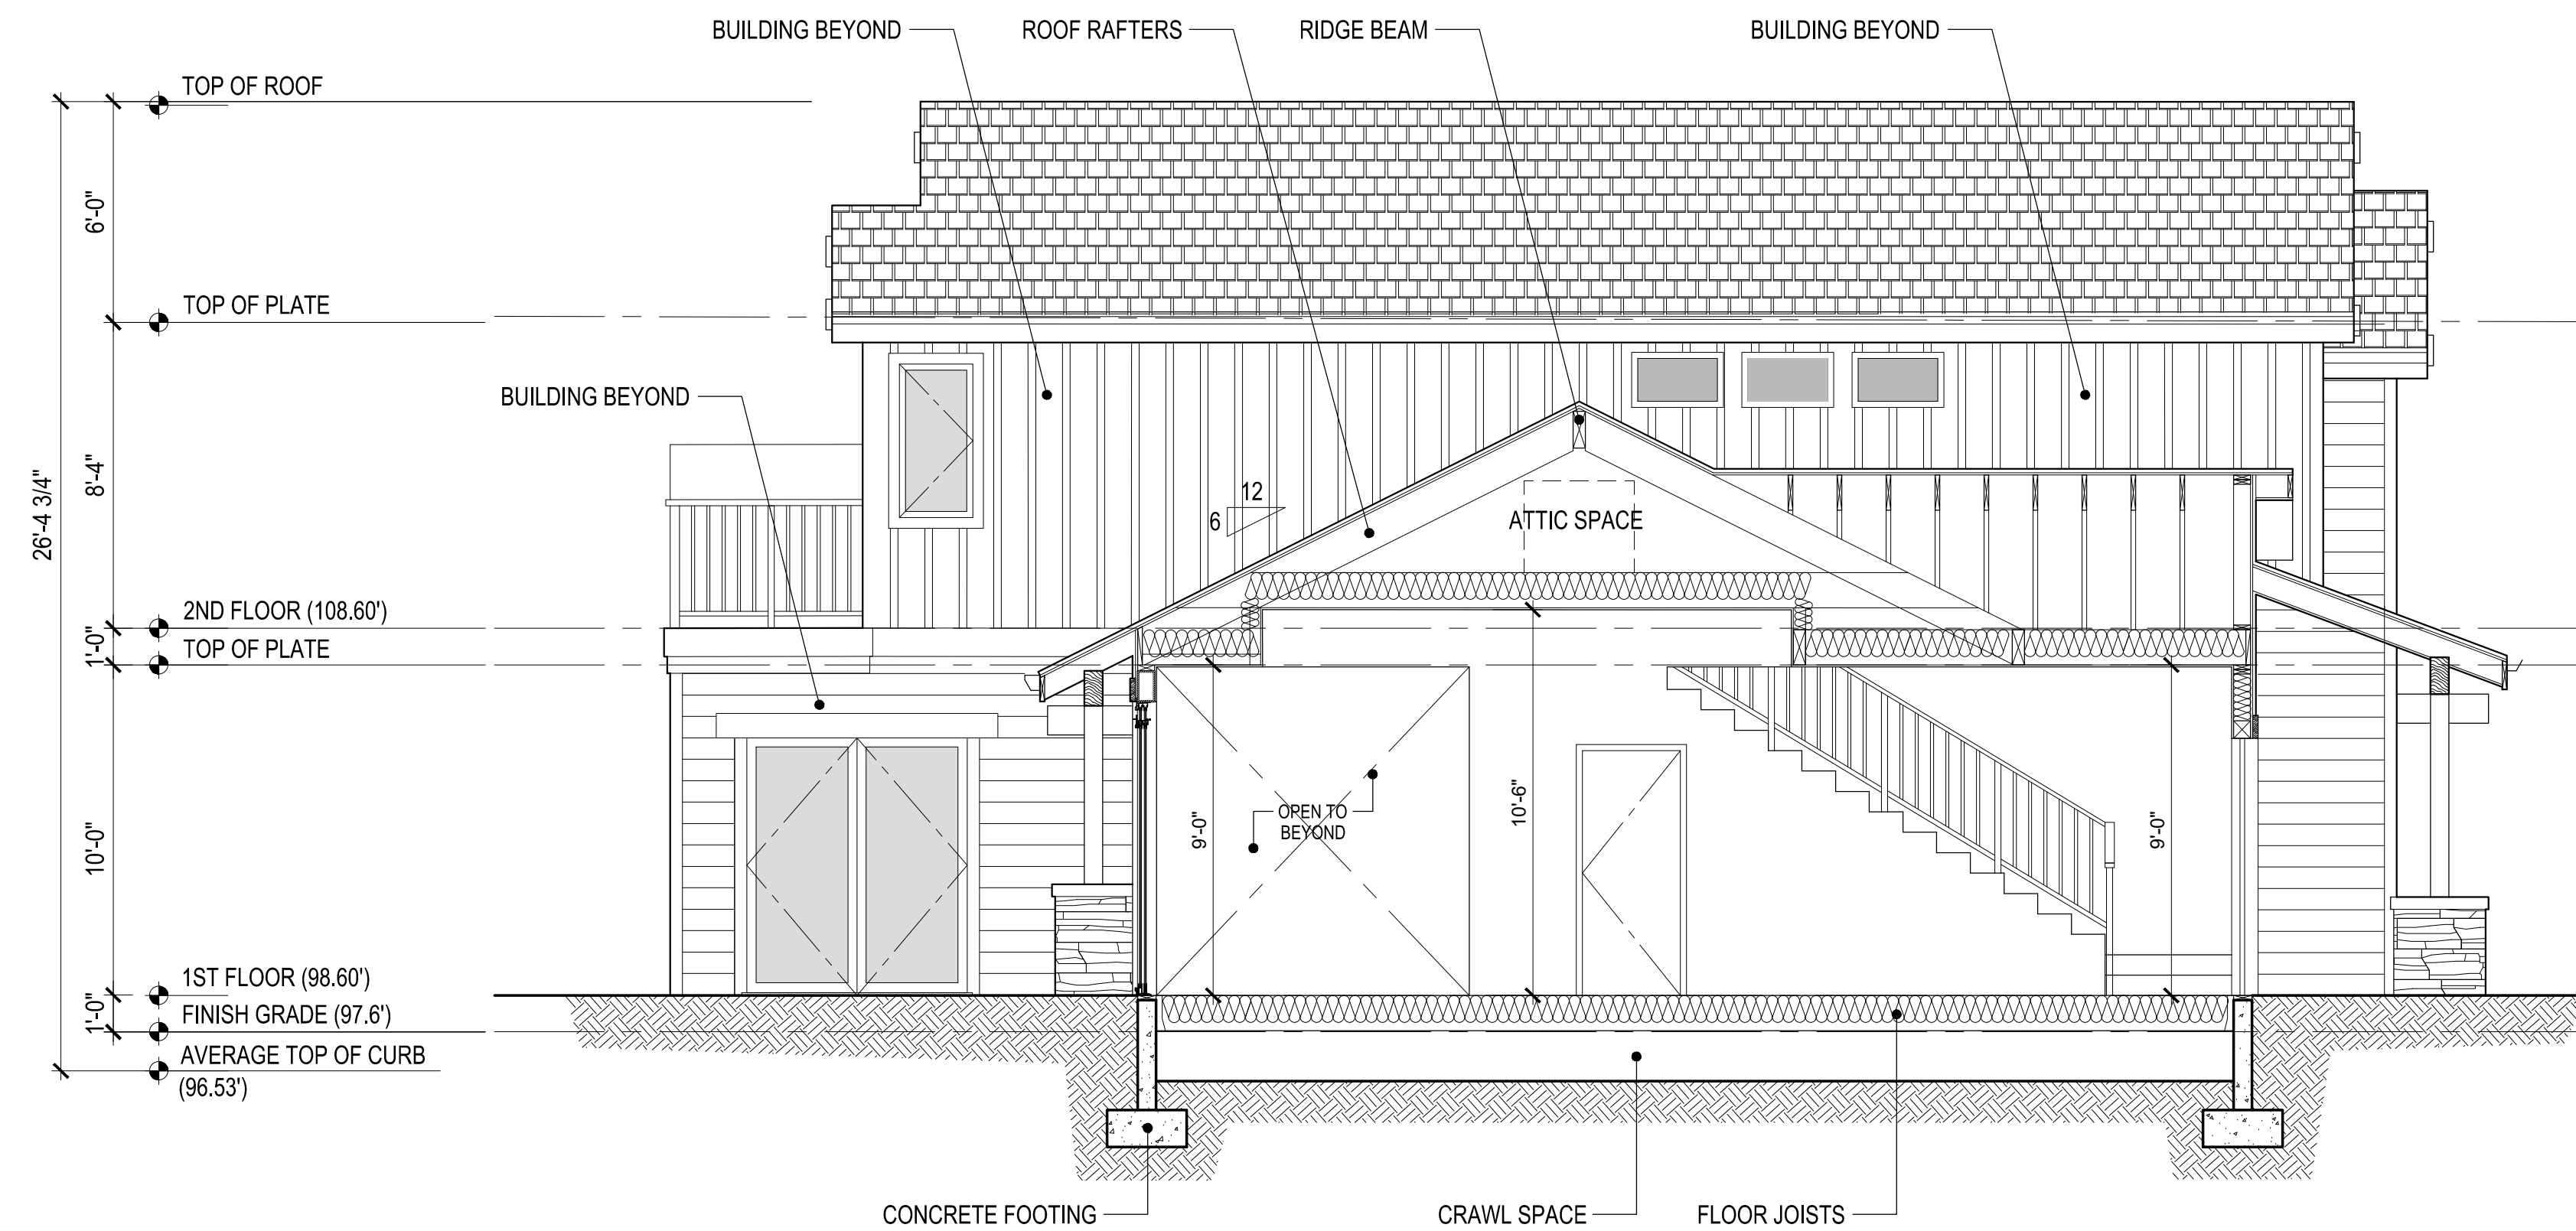 BUILDING BEYOND
ROOF RAFTERS
RIDGE BEAM
BUILDING BEYOND
TOP OF ROOF
6'-0"
TOP OF PLATE
BUILDING BEYOND
8'-4"
26'-4 3/4"
12
6
ATTIC SPACE
2ND FLOOR (108.60')
1'-0"
TOP OF PLATE
10'-0"
9'-0"
OPEN TO
BEYOND
10'-6"
9'-0"
1ST FLOOR (98.60')
1'-0"
FINISH GRADE (97.6')
AVERAGE TOP OF CURB
(96.53')
CONCRETE FOOTING
CRAWL SPACE
FLOOR JOISTS